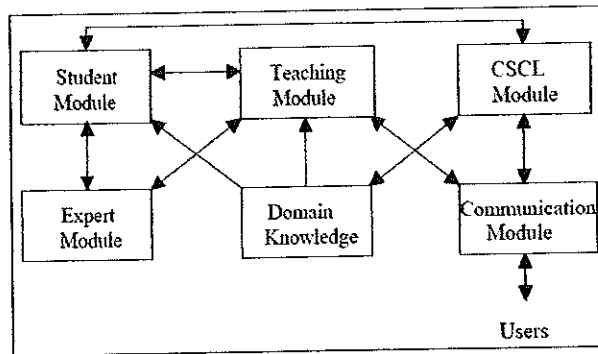 Student
Module
Teaching
Module
CSCL
Module
Expert
Module
Domain
Knowledge
Communication
Module
Users